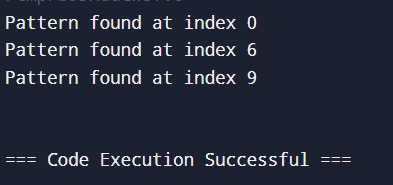 Pattern found at index 0
Pattern found at index 6
Pattern found at index 9
=== Code Execution Successful ===